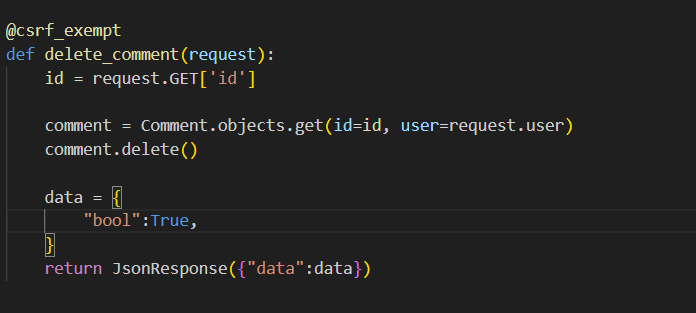 @csrf_exempt
def delete_comment(request):
    id = request.GET['id']
    comment = Comment.objects.get(id=id, user=request.user)
    comment.delete()
    data = {
        "bool":True,
    }
    return JsonResponse({"data":data})